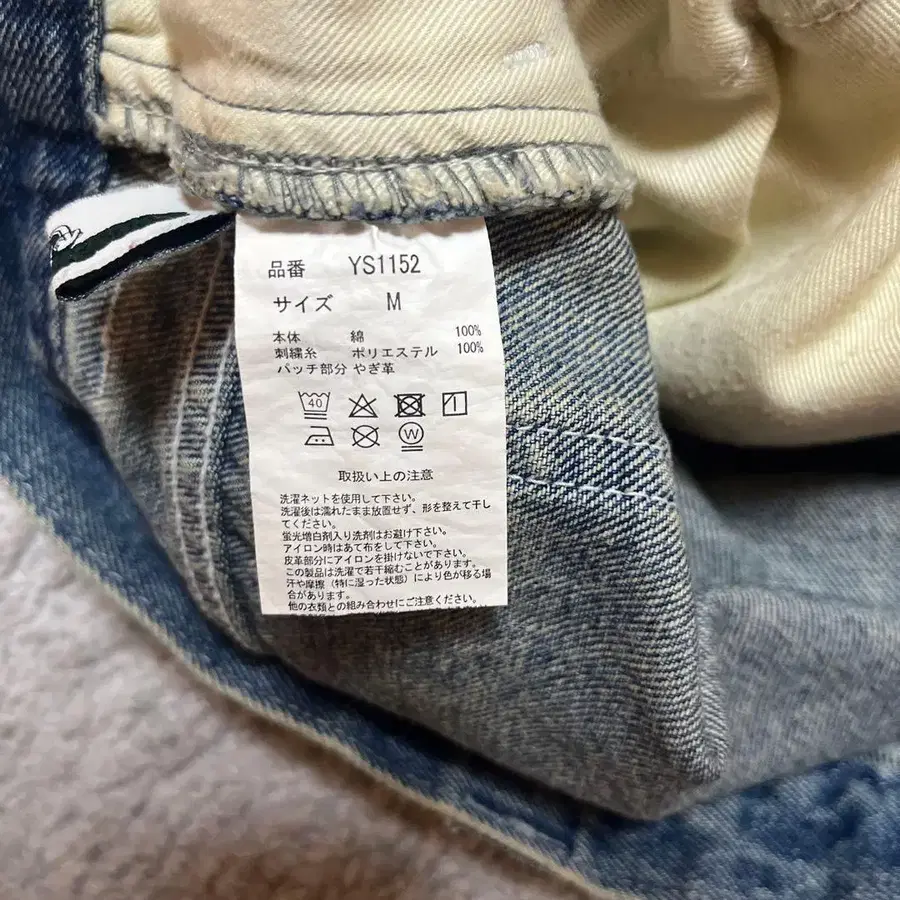 品番 YS1152
サイズ M
本体 綿 100%
刺繍糸 ポリエステル 100%
パッチ部分 やぎ革
40
W
取扱い上の注意
洗濯ネットを使用して下さい。
洗濯後は濡れたまま放置せず、形を整えて干し
てください。
蛍光増白剤入り洗剤はお避け下さい。
アイロン時はあて布をして下さい。
皮革部分にアイロンを掛けないで下さい。
この製品は洗濯で若干縮むことがあります。
汗や摩擦（特に湿った状態）により色が移る場
合があります。
他の衣類との組み合わせにご注意ください。